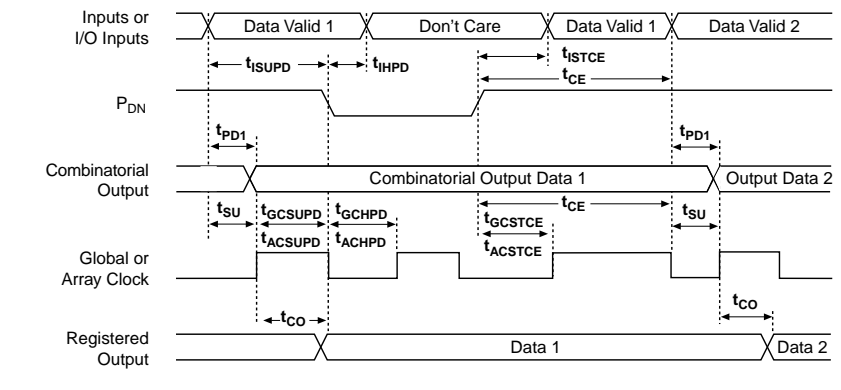 Inputs or
I/O Inputs
Data Valid 1
Don't Care
Data Valid 1
Data Valid 2
tISUPD
tIHPD
tISTCE
tCE
PDN
tPD1
tPD1
Combinatorial
Output
Combinatorial Output Data 1
Output Data 2
tSU
tGCSUPD
tGCHPD
tCE
tSU
tGCSTCE
tACSUPD
tACHPD
tACSTCE
Global or
Array Clock
tCO
tCO
Registered
Output
Data 1
Data 2